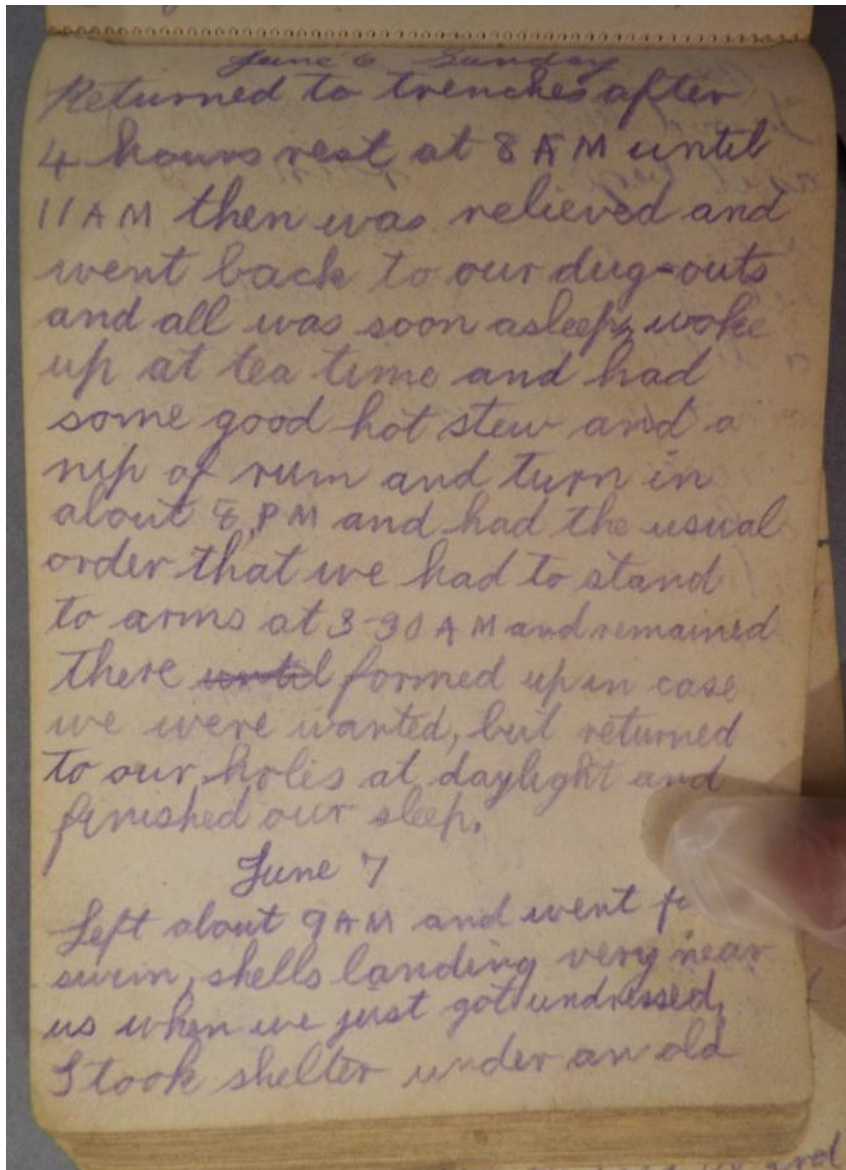 June 6 Sunday
Returned to trenches after
4 hours rest at 8 AM until
11 AM then was relieved and
went back to our dug-outs
and all was soon asleep, woke
up at tea time and had
some good hot stew and a
nip of rum and turn in
about 8, PM and had the usual
order that we had to stand
to arms at 3-30 AM and remained
there until formed up in case
we were wanted, but returned
to our holes at daylight and
finished our sleep.
June 7
Left about 9 AM and went
swim, shells landing very near
us when we just got undressed,
I took shelter under an old